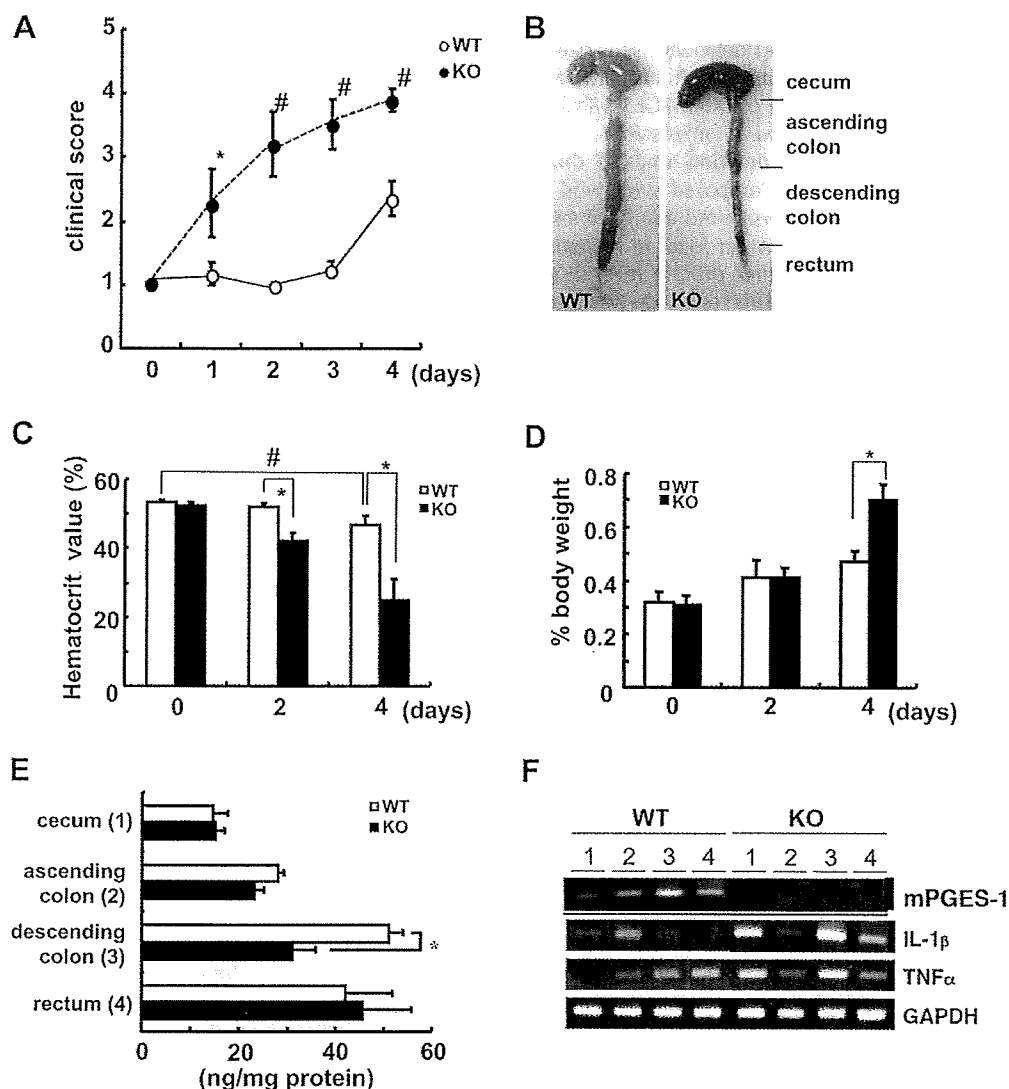 A
5
4
3
2
1
0
clinical score
WT
KO
*
#
#
#
0 1 2 3 4 (days)
B
WT
KO
cecum
ascending
colon
descending
colon
rectum
C
Hematocrit. value (%)
60
40
20
0
#
*
*
WT
KO
0 2 4 (days)
D
% body weight
0.8
0.6
0.4
0.2
0
*
WT
KO
0 2 4 (days)
E
cecum (1)
ascending
colon (2)
descending
colon (3)
rectum (4)
WT
KO
*
0 20 40 60
(ng/mg protein)
F
WT KO
1 2 3 4 1 2 3 4
mPGES-1
IL-1β
TNFα
GAPDH